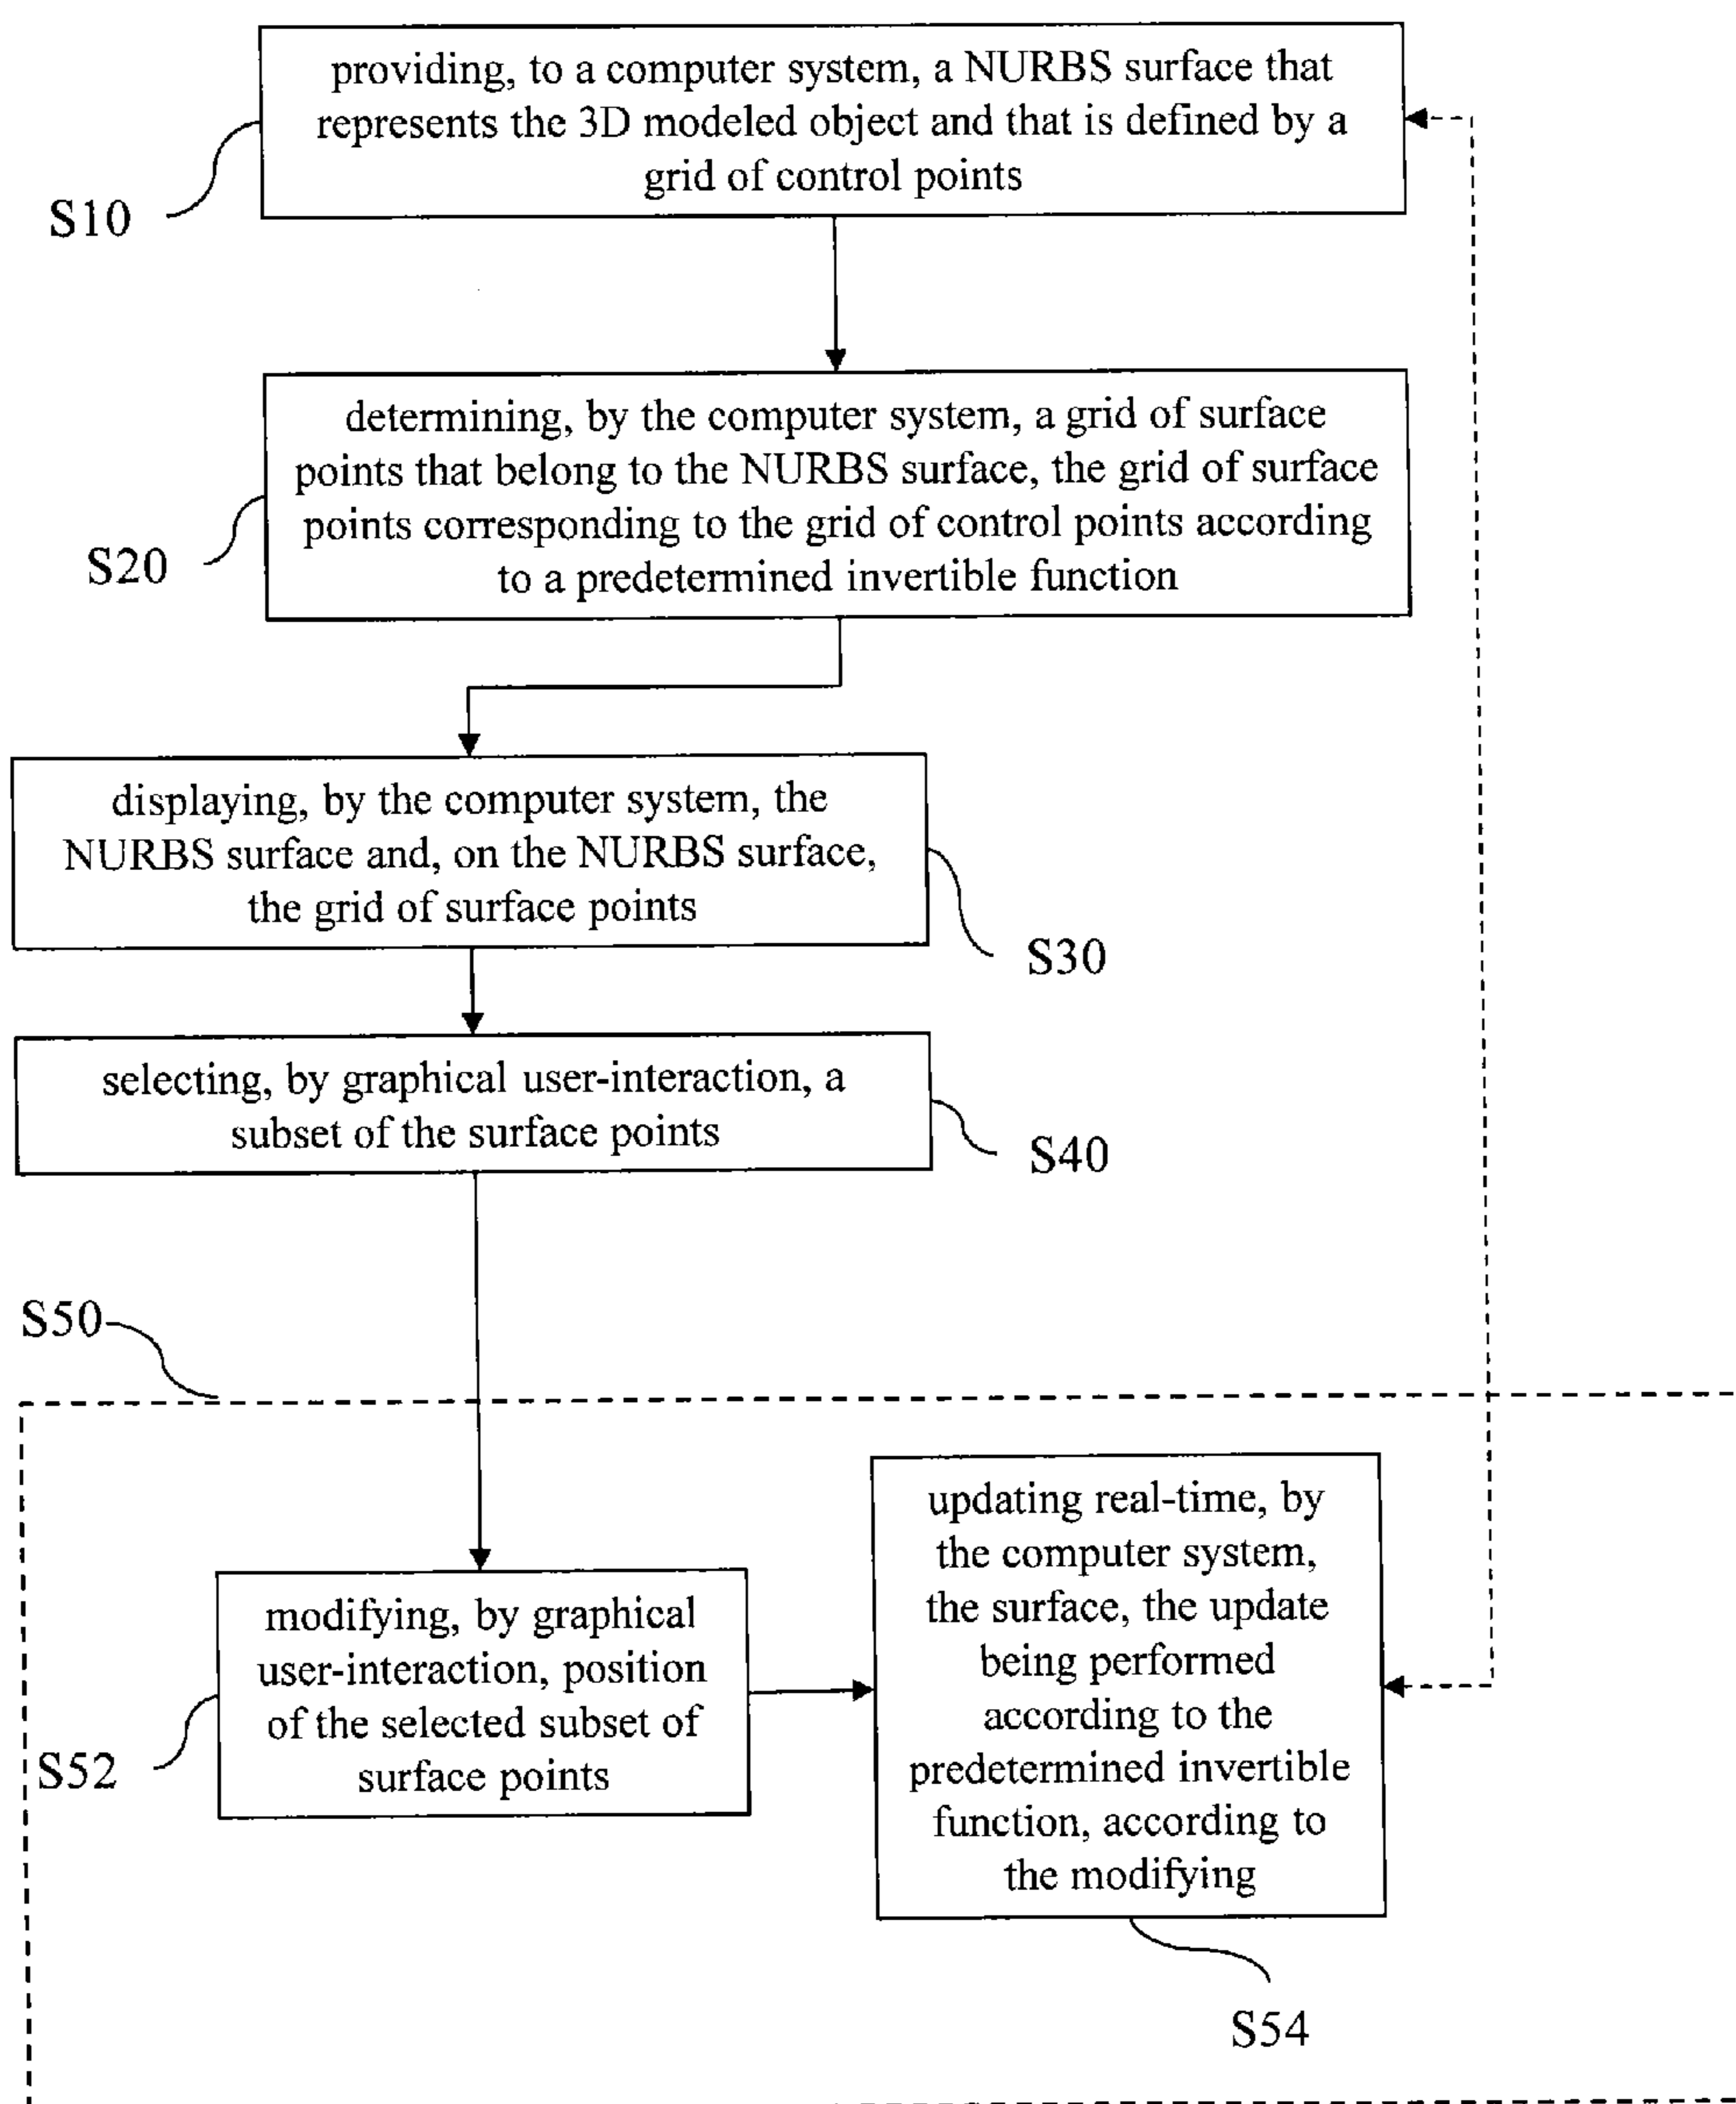 providing, to a computer system, a NURBS surface that
represents the 3D modeled object and that is defined by a
grid of control points
S10
determining, by the computer system, a grid of surface
points that belong to the NURBS surface, the grid of surface
points corresponding to the grid of control points according
to a predetermined invertible function
S20
displaying, by the computer system, the
NURBS surface and, on the NURBS surface,
the grid of surface points
S30
selecting, by graphical user-interaction, a
subset of the surface points
S40
S50
modifying, by graphical
user-interaction, position
of the selected subset of
surface points
S52
updating real-time, by
the computer system,
the surface, the update
being performed
according to the
predetermined invertible
function, according to
the modifying
S54